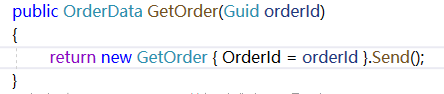 public OrderData GetOrder(Guid orderId)
{
return new GetOrder { OrderId = orderId }.Send();
}